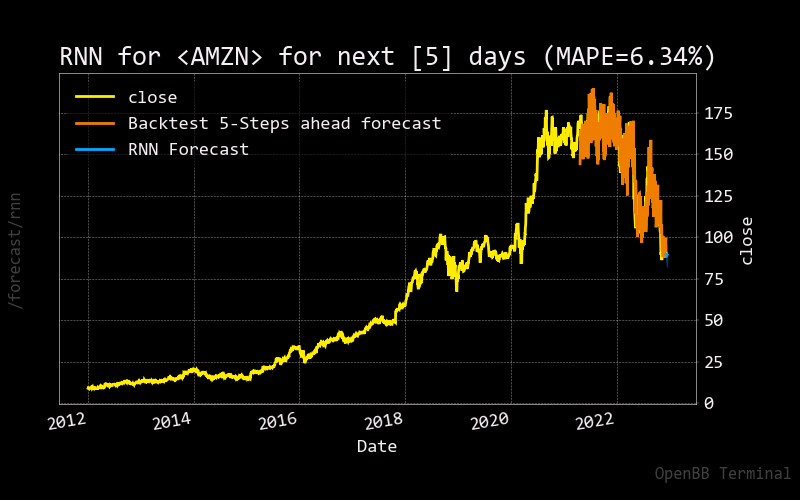 RNN for <AMZN> for next [5] days (MAPE=6.34%)
close
Backtest 5-Steps ahead forecast
RNN Forecast
175
150
125
100
75
50
25
0
close
/forecast/rnn
2012
2014
2016
2018
2020
2022
Date
OpenBB Terminal